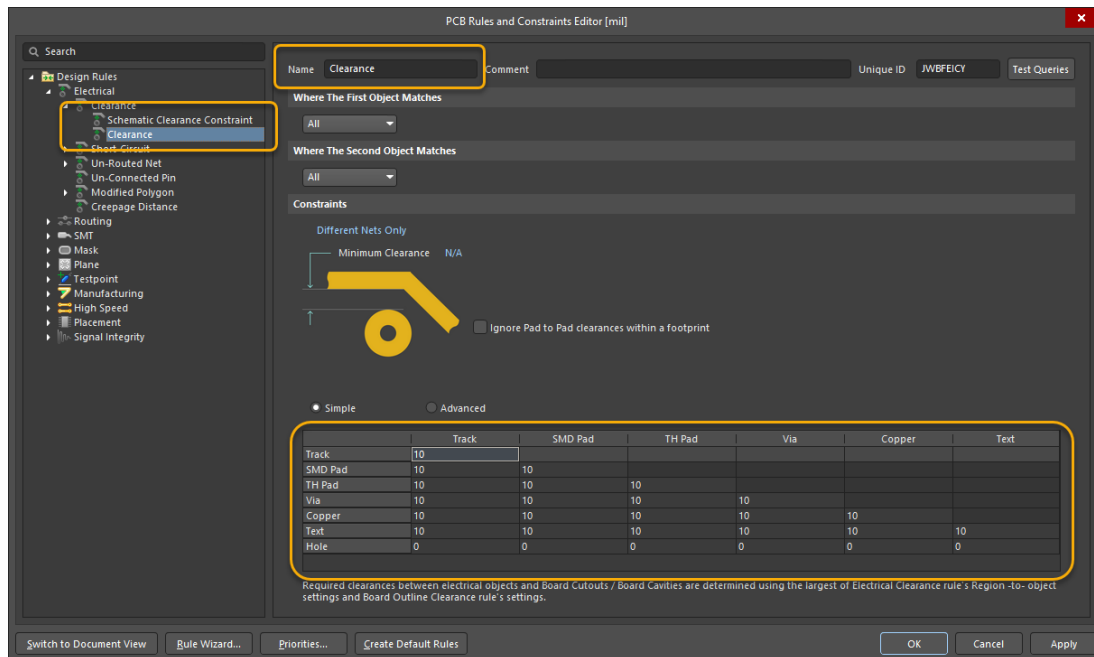 PCB Rules and Constraints Editor [mil]
Search
Design Rules
Electrical
Clearance
Schematic Clearance Constraint
Clearance
Short-Circuit
Un-Routed Net
Un-Connected Pin
Modified Polygon
Creepage Distance
Routing
SMT
Mask
Plane
Testpoint
Manufacturing
High Speed
Placement
Signal Integrity
Name Clearance Comment Unique ID JWBFEICY Test Queries
Where The First Object Matches
All
Where The Second Object Matches
All
Constraints
Different Nets Only
Minimum Clearance N/A
Ignore Pad to Pad clearances within a footprint
Simple Advanced
Track SMD Pad TH Pad Via Copper Text
Track 10
SMD Pad 10 10
TH Pad 10 10 10
Via 10 10 10 10
Copper 10 10 10 10 10
Text 10 10 10 10 10 10
Hole 0 0 0 0 0 0
Required clearances between electrical objects and Board Cutouts / Board Cavities are determined using the largest of Electrical Clearance rule's Region -to- object
settings and Board Outline Clearance rule's settings.
Switch to Document View Rule Wizard... Priorities... Create Default Rules OK Cancel Apply